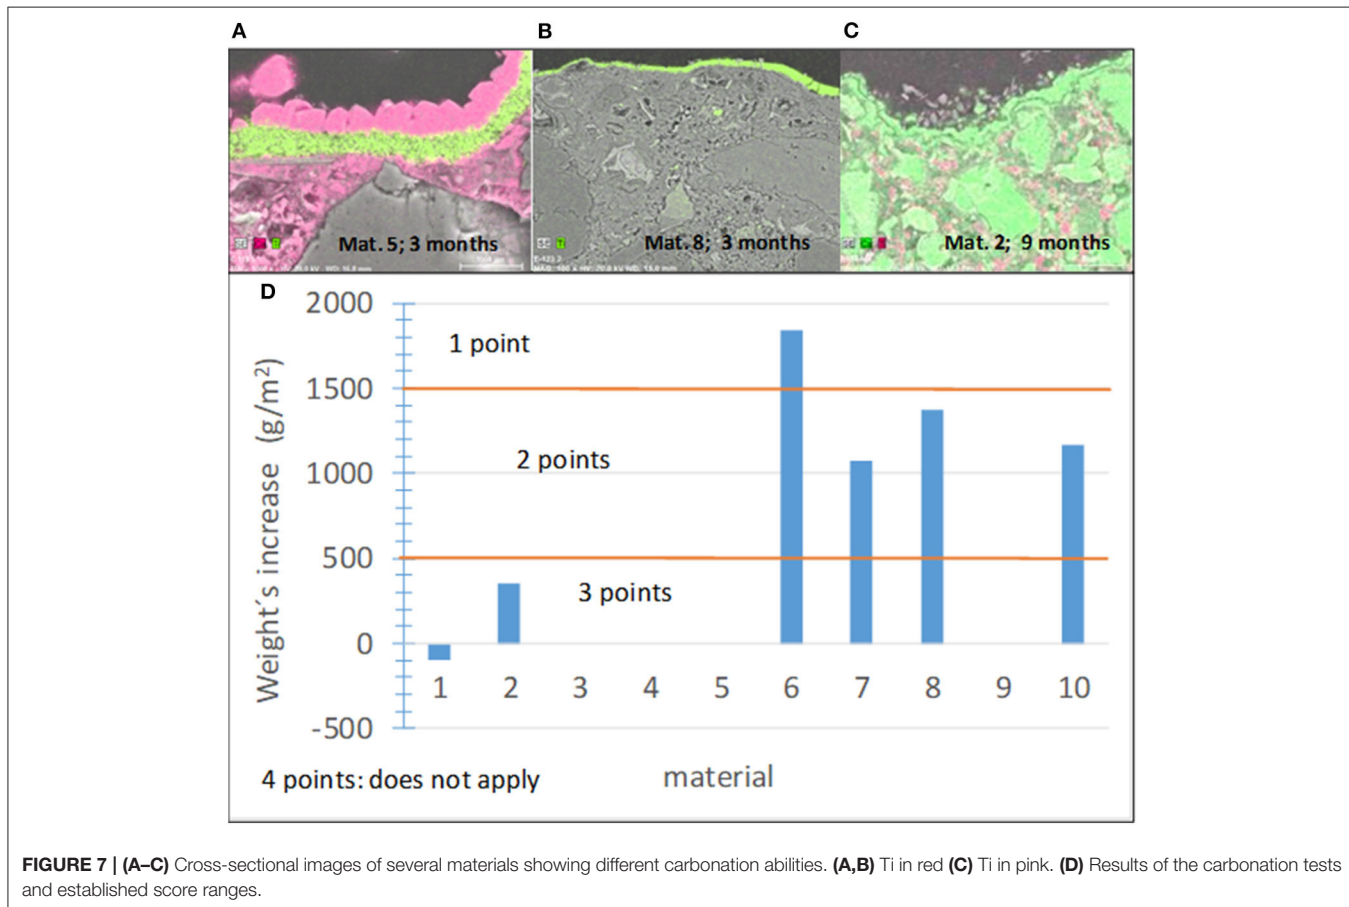 A
B
C
Mat. 5; 3 months
Mat. 8; 3 months
Mat. 2; 9 months
D
2000
1 point
1500
2 points
1000
500
3 points
0
1 2 3 4 5 6 7 8 9 10
-500
Weight´s increase (g/m²)
4 points: does not apply
material
FIGURE 7 | (A–C) Cross-sectional images of several materials showing different carbonation abilities. (A,B) Ti in red (C) Ti in pink. (D) Results of the carbonation tests
and established score ranges.